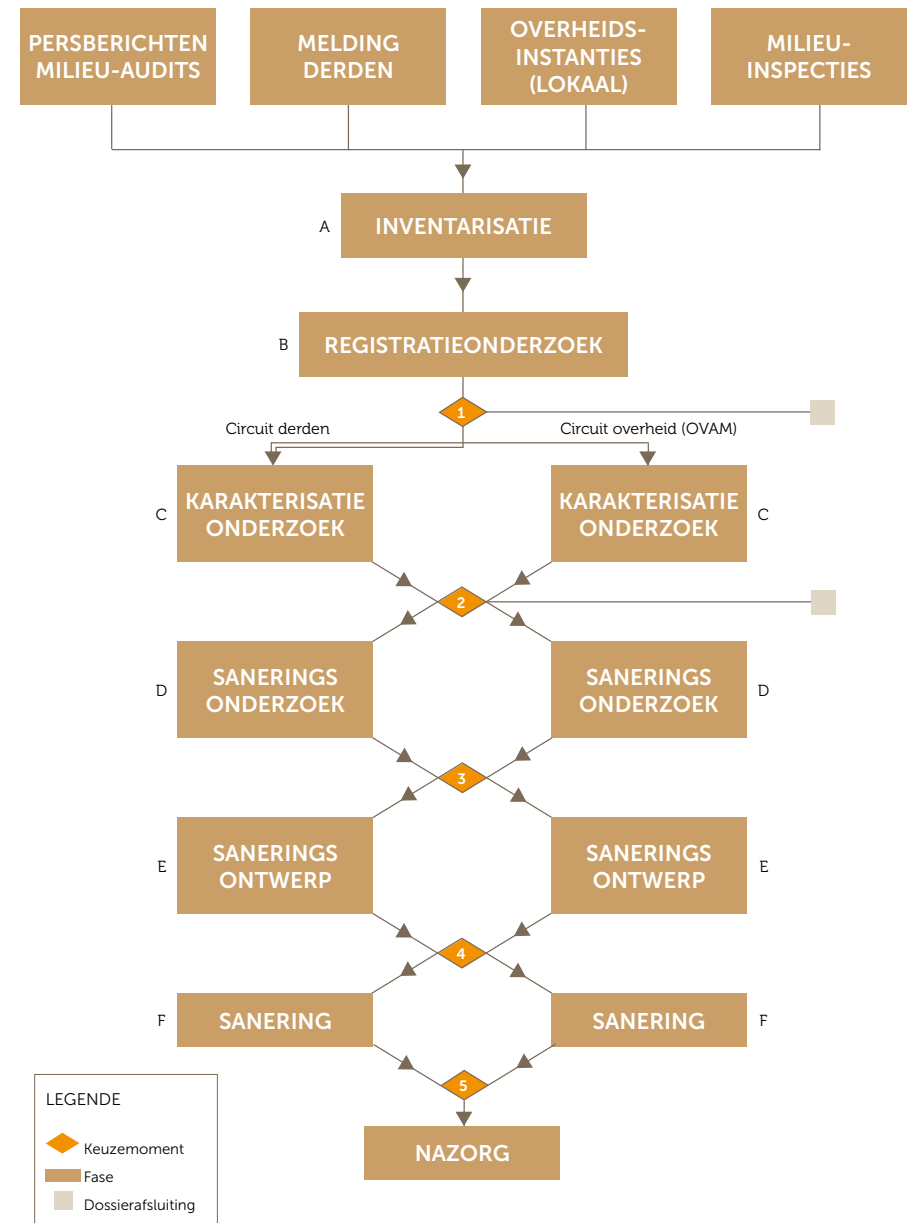 PERSBERICHTEN
MILIEU-AUDITS
MELDING
DERDEN
OVERHEIDS-
INSTANTIES
(LOKAAL)
MILIEU-
INSPECTIES
A
INVENTARISATIE
B
REGISTRATIEONDERZOEK
1
Circuit derden
Circuit overheid (OVAM)
C
KARAKTERISATIE
ONDERZOEK
KARAKTERISATIE
ONDERZOEK
C
2
D
SANERINGS
ONDERZOEK
SANERINGS
ONDERZOEK
D
3
E
SANERINGS
ONTWERP
SANERINGS
ONTWERP
E
4
F
SANERING
SANERING
F
5
NAZORG
LEGENDE
Keuzemoment
Fase
Dossierafsluiting